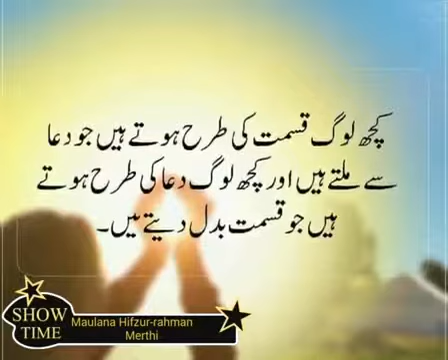 کچھ لوگ قسمت کی طرح ہوتے ہیں جو دعا
سے ملتے ہیں اور کچھ لوگ دعا کی طرح ہوتے
ہیں جو قسمت بدل دیتے میں۔
SHOW
TIME
Maulana Hifzur-rahman
Merthi